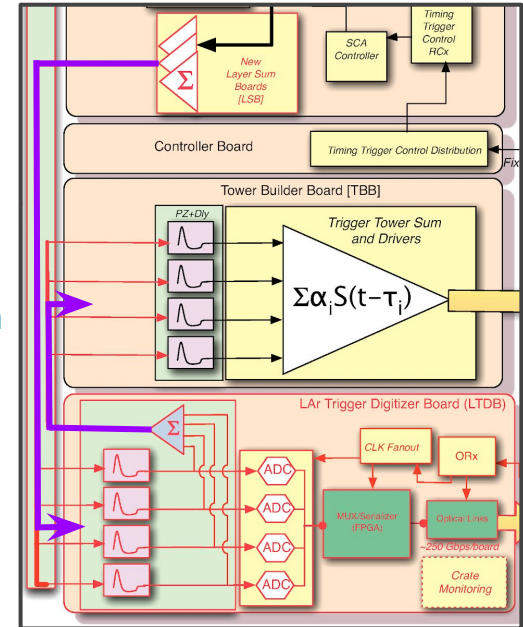 New
Layer Sum
Boards
[LSB]
Σ
SCA
Controller
Timing
Trigger
Control
RCx
Controller Board
Timing Trigger Control Distribution
Fix
Tower Builder Board [TBB]
PZ+Dly
Trigger Tower Sum
and Drivers
Σα_iS(t−τ_i)
LAr Trigger Digitizer Board (LTDB)
Σ
CLK Fanout
ORx
ADC
ADC
ADC
ADC
MUX/Serializer
(FPGA)
Optical Links
~250 Gbps/board
Crate
Monitoring